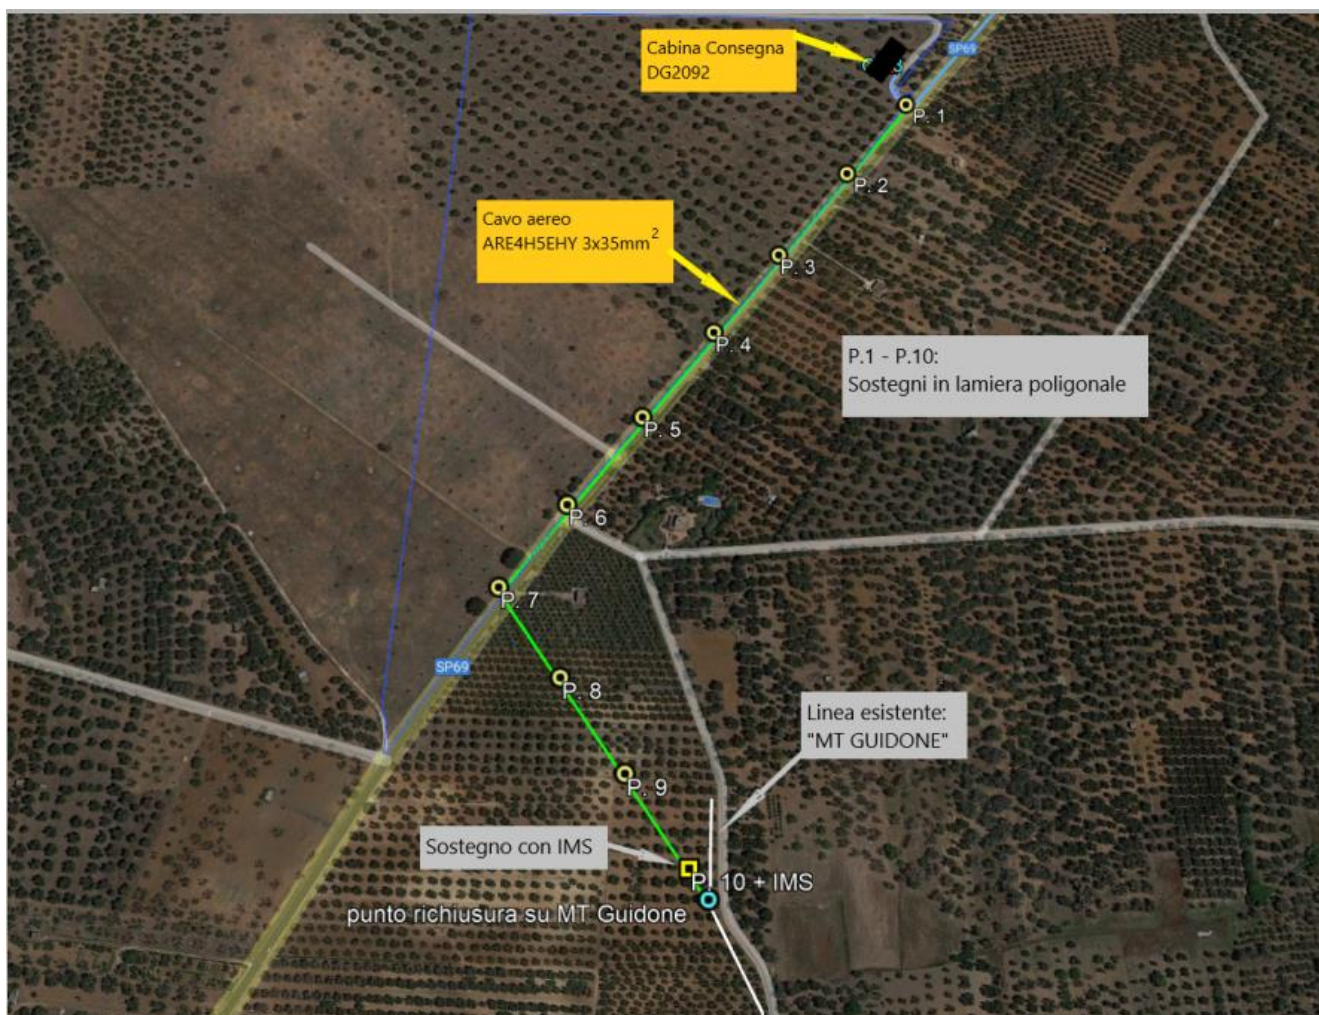 Cabina Consegna
DG2092
SP69
P. 1
P. 2
Cavo aereo
ARE4H5EHY 3x35mm²
P. 3
P. 4
P.1 - P.10:
Sostegni in lamiera poligonale
P. 5
P. 6
P. 7
SP69
P. 8
Linea esistente:
"MT GUIDONE"
P. 9
Sostegno con IMS
P. 10 + IMS
punto richiusura su MT Guidone